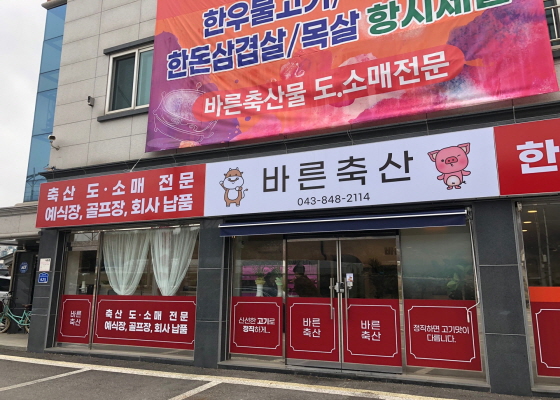 한우물고기/
한돈삼겹살/목살 항시세일
바른축산물 도.소매전문
축산 도·소매 전문
예식장, 골프장, 회사 납품
바른축산
043-848-2114
한
바른
축산
축산 도·소매 전문
예식장, 골프장, 회사 납품
신선한 고기로
정직하게..
바른
축산
바른
축산
정직하면 고기맛이
다릅니다.